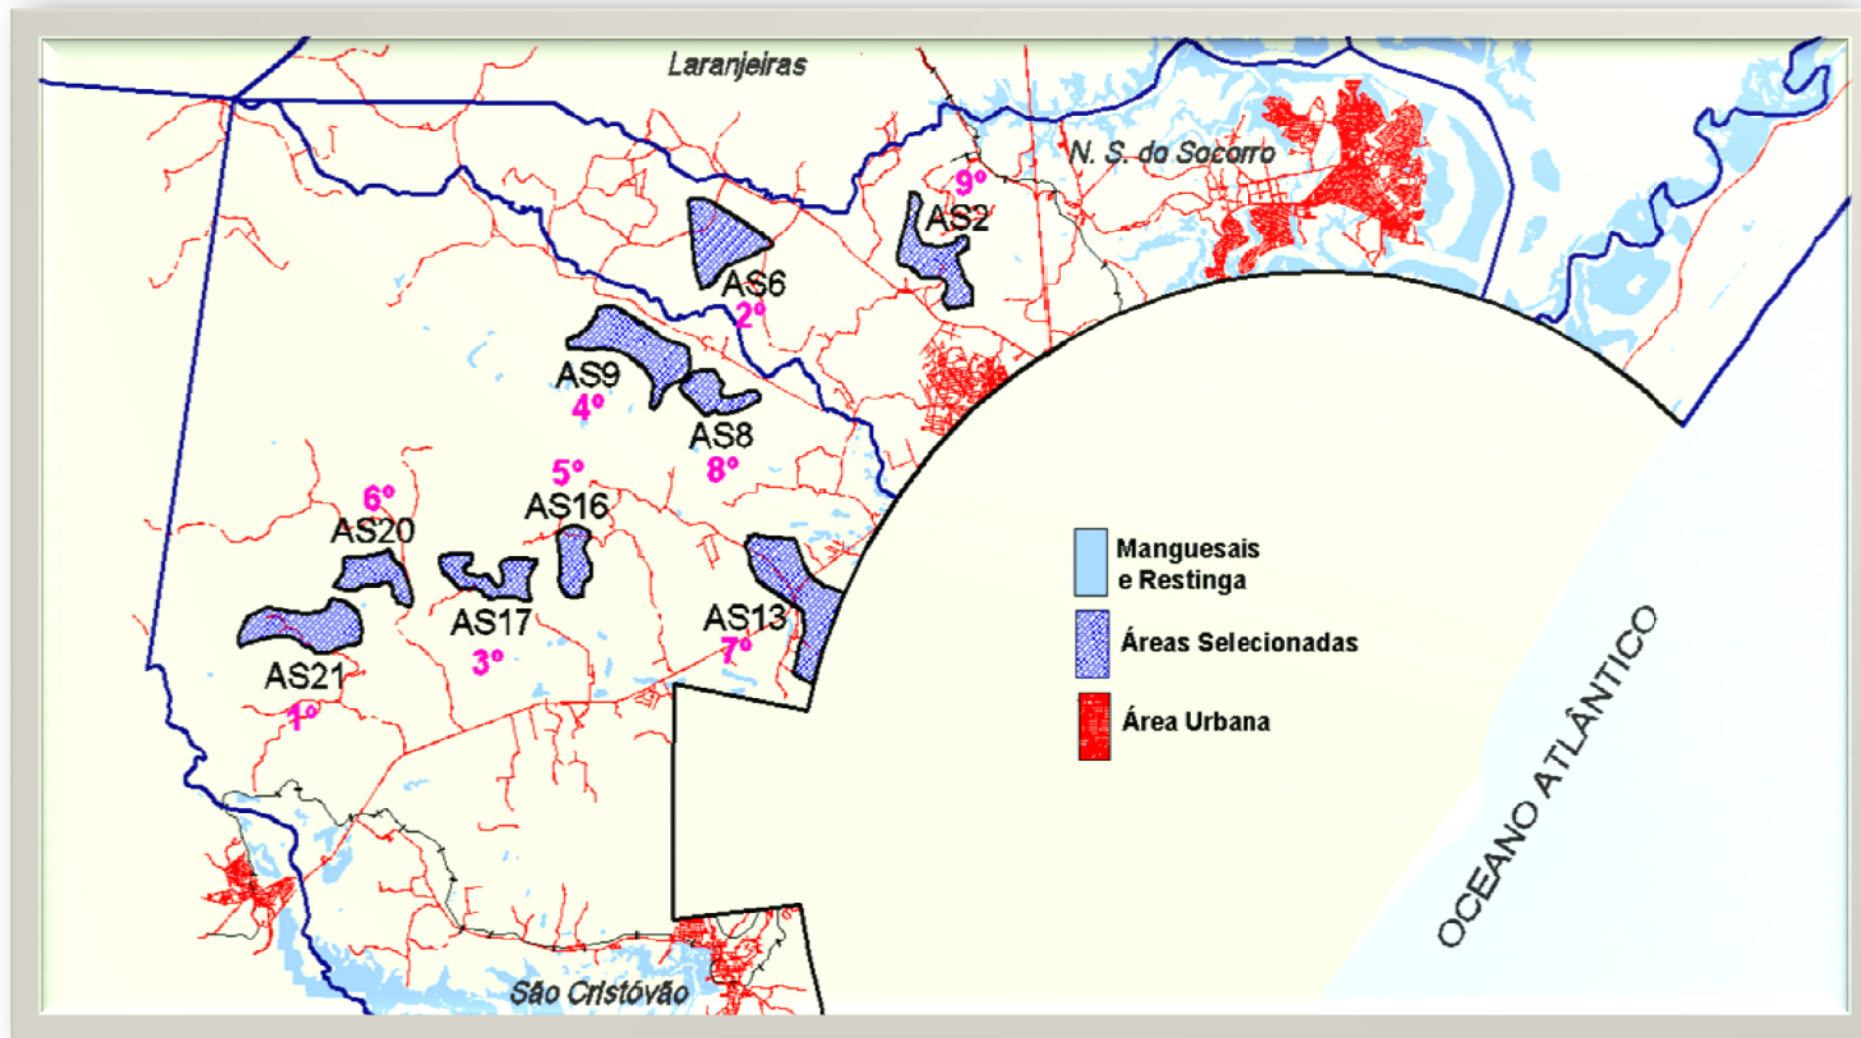 Laranjeiras
N. S. do Socorro
9º
AS2
AS6
2º
AS9
4º
AS8
8º
5º
AS16
6º
AS20
AS17
3º
AS13
7º
AS21
1º
Manguesais
e Restinga
Áreas Selecionadas
Área Urbana
OCEANO ATLÂNTICO
São Cristóvão